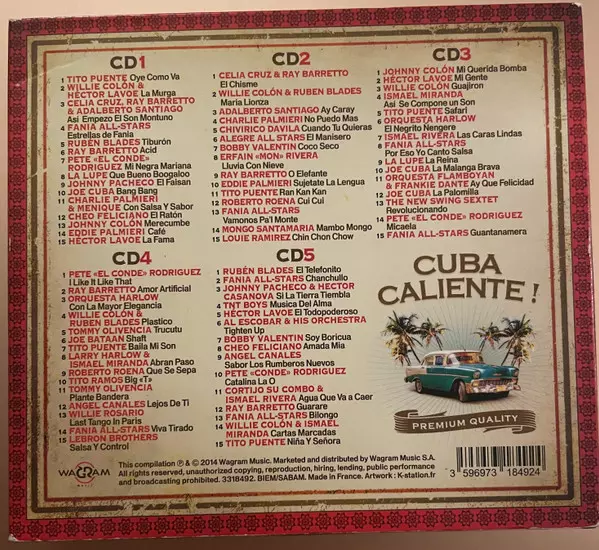 CD1
1 TITO PUENTE Oye Como Va
2 WILLIE COLÓN &
HÉCTOR LAVOE La Murga
3 CELIA CRUZ, RAY BARRETTO
& ADALBERTO SANTIAGO
Asi Empezo El Son Montuno
4 FANIA ALL-STARS
Estrellas de Fania
5 RUBÉN BLADES Tiburón
6 RAY BARRETTO Acid
7 PETE «EL CONDE»
RODRIGUEZ Mi Negra Mariana
8 LA LUPE Que Bueno Boogaloo
9 JOHNNY PACHECO El Faisan
10 JOE CUBA Bang Bang
11 CHARLIE PALMIERI
& MENIQUE Con Salsa Y Sabor
12 CHEO FELICIANO El Ratón
13 JOHNNY COLÓN Merecumbe
14 EDDIE PALMIERI Café
15 HÉCTOR LAVOE La Fama
CD2
1 CELIA CRUZ & RAY BARRETTO
El Chisme
2 WILLIE COLÓN & RUBEN BLADES
Maria Lionza
3 ADALBERTO SANTIAGO Ay Caray
4 CHARLIE PALMIERI No Puedo Mas
5 CHIVIRICO DAVILA Cuando Tu Quieras
6 ALEGRE ALL STARS El Manísero
7 BOBBY VALENTIN Coco Seco
8 ERFAIN «MON» RIVERA
Lluvia Con Nieve
9 RAY BARRETTO O Elefante
10 EDDIE PALMIERI Sujetate La Lengua
11 TITO PUENTE Ran Kan Kan
12 ROBERTO ROENA Cui Cui
13 FANIA ALL-STARS
Vamonos Pa'l Monte
14 MONGO SANTAMARIA Mambo Mongo
15 LOUIE RAMIREZ Chin Chon Chow
CD3
1 JOHNNY COLÓN Mi Querida Bomba
2 HÉCTOR LAVOE Mi Gente
3 WILLIE COLÓN Guajiron
4 ISMAEL MIRANDA
Asi Se Compone un Son
5 TITO PUENTE Safari
6 ORQUESTA HARLOW
El Negrito Nengere
7 ISMAEL RIVERA Las Caras Lindas
8 FANIA ALL-STARS
Por Eso Yo Canto Salsa
9 LA LUPE La Reina
10 JOE CUBA La Malanga Brava
11 ORQUESTA FLAMBOYAN
& FRANKIE DANTE Ay Que Felicidad
12 JOE CUBA La Palomilla
13 THE NEW SWING SEXTET
Revolucionando
14 PETE «EL CONDE» RODRIGUEZ
Micaela
15 FANIA ALL-STARS Guantanamera
CD4
1 PETE «EL CONDE» RODRIGUEZ
I Like It Like That
2 RAY BARRETTO Amor Artificial
3 ORQUESTA HARLOW
Con La Mayor Elegancia
4 WILLIE COLÓN &
RUBEN BLADES Plastico
5 TOMMY OLIVENCIA Trucutu
6 JOE BATAAN Shaft
7 TITO PUENTE Baila Mi Son
8 LARRY HARLOW &
ISMAEL MIRANDA Abran Paso
9 ROBERTO ROENA Que Se Sepa
10 TITO RAMOS Big «T»
11 TOMMY OLIVENCIA
Plante Bandera
12 ANGEL CANALES Lejos De Ti
13 WILLIE ROSARIO
Last Tango In Paris
14 FANIA ALL-STARS Viva Tirado
15 LEBRON BROTHERS
Salsa Y Control
CD5
1 RUBÉN BLADES El Telefonito
2 FANIA ALL-STARS Chanchullo
3 JOHNNY PACHECO & HECTOR
CASANOVA Si La Tierra Tiembla
4 TNT BOYS Musica Del Alma
5 HÉCTOR LAVOE El Todopoderoso
6 AL ESCOBAR & HIS ORCHESTRA
Tighten Up
7 BOBBY VALENTIN Soy Boricua
8 CHEO FELICIANO Amada Mia
9 ANGEL CANALES
Sabor Los Rumberos Nuevos
10 PETE «CONDE» RODRIGUEZ
Catalina La O
11 CORTIJO SU COMBO &
ISMAEL RIVERA Agua Que Va a Caer
12 RAY BARRETTO Guarare
13 FANIA ALL-STARS Bilongo
14 WILLIE COLÓN & ISMAEL
MIRANDA Cartas Marcadas
15 TITO PUENTE Niña Y Señora
CUBA
CALIENTE !
PREMIUM QUALITY
WAGRAM
MUSIC
This compilation ℗ & © 2014 Wagram Music. Marketed and distributed by Wagram Music S.A.
All rights reserved, unauthorized copying, reproduction, hiring, lending, public performance
and broadcasting prohibited. 3318492. BIEM/SABAM. Made in France. Artwork : K-station.fr
3 596973 184924